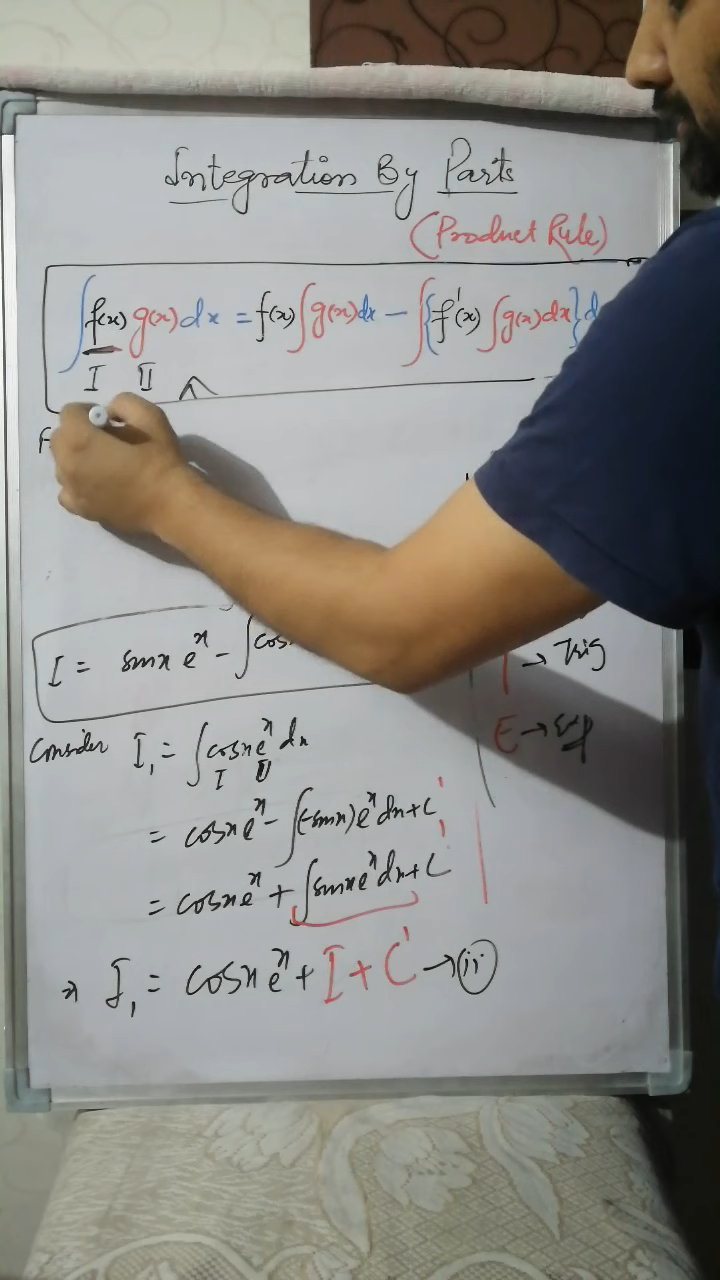 Integration By Parts
(Product Rule)
∫f(x) g(x) dx = f(x)∫g(x)dx − ∫{f'(x) ∫g(x)dx}d
I II
I = sinx eˣ − ∫cos
→ Trig
E → exp
Consider I₁ = ∫cosx eˣ dx
I II
= cosx eˣ − ∫(-sinx)eˣ dx + C'
= cosx eˣ + ∫sinx eˣ dx + C'
⇒ I₁ = cosx eˣ + I + C' → (ii)